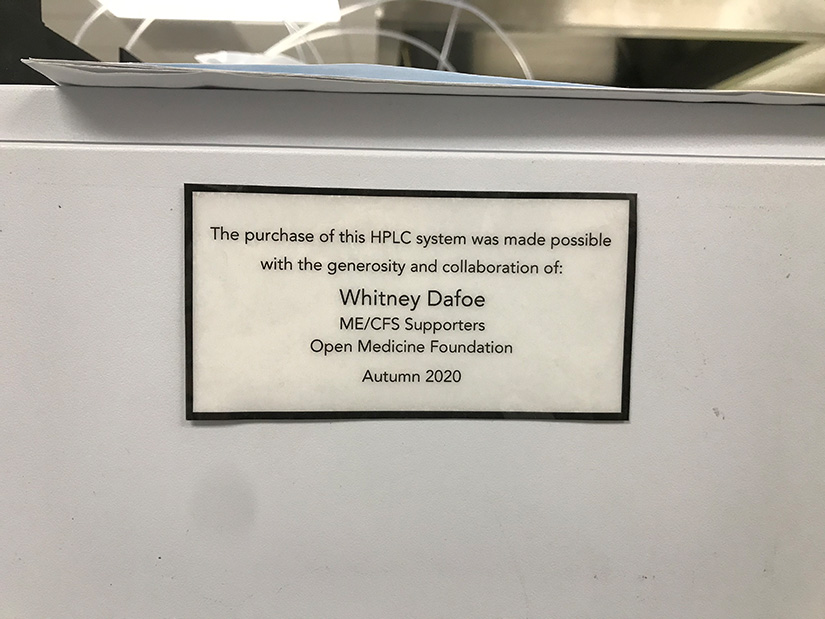 The purchase of this HPLC system was made possible
with the generosity and collaboration of:
Whitney Dafoe
ME/CFS Supporters
Open Medicine Foundation
Autumn 2020